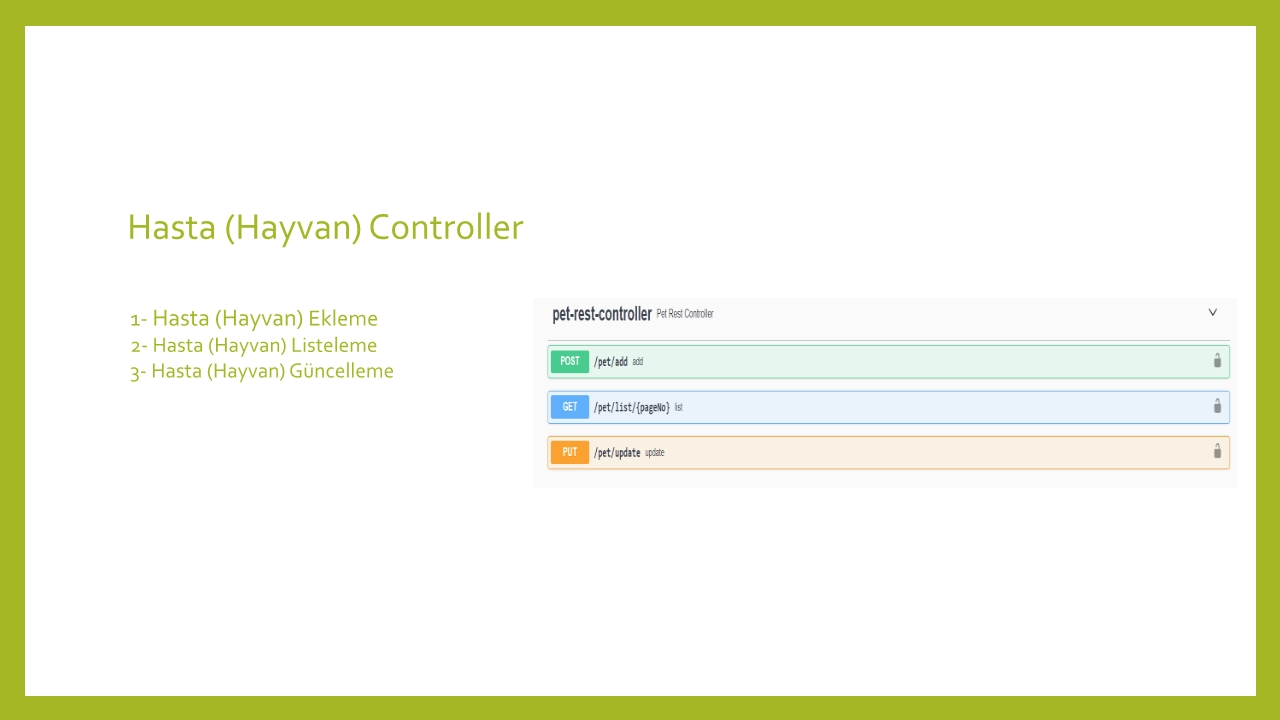 Hasta (Hayvan) Controller
1- Hasta (Hayvan) Ekleme
2- Hasta (Hayvan) Listeleme
3- Hasta (Hayvan) Güncelleme
pet-rest-controller Pet Rest Controller
POST /pet/add add
GET /pet/list/{pageNo} list
PUT /pet/update update